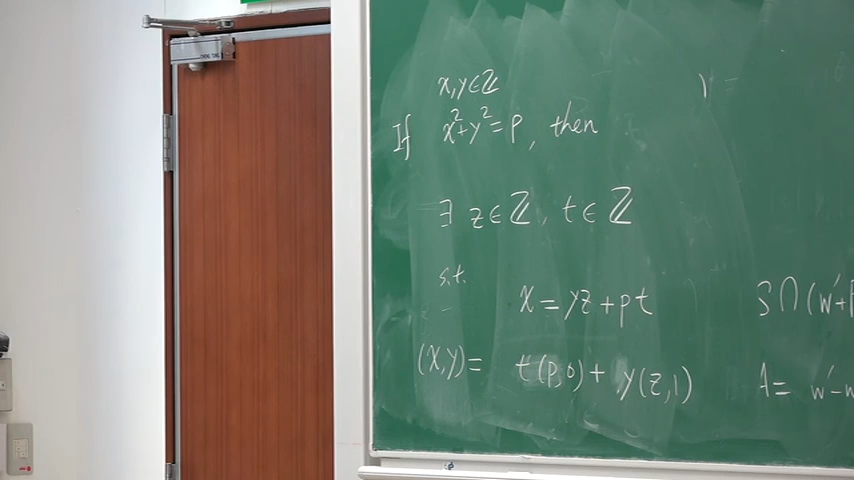 x, y ∈ ℤ
If x² + y² = p, then
∃ z ∈ ℤ, t ∈ ℤ
s.t.
x = yz + pt
(x,y) = t(p,0) + y(z,1)
S ∩ (w' +
A = w' - w